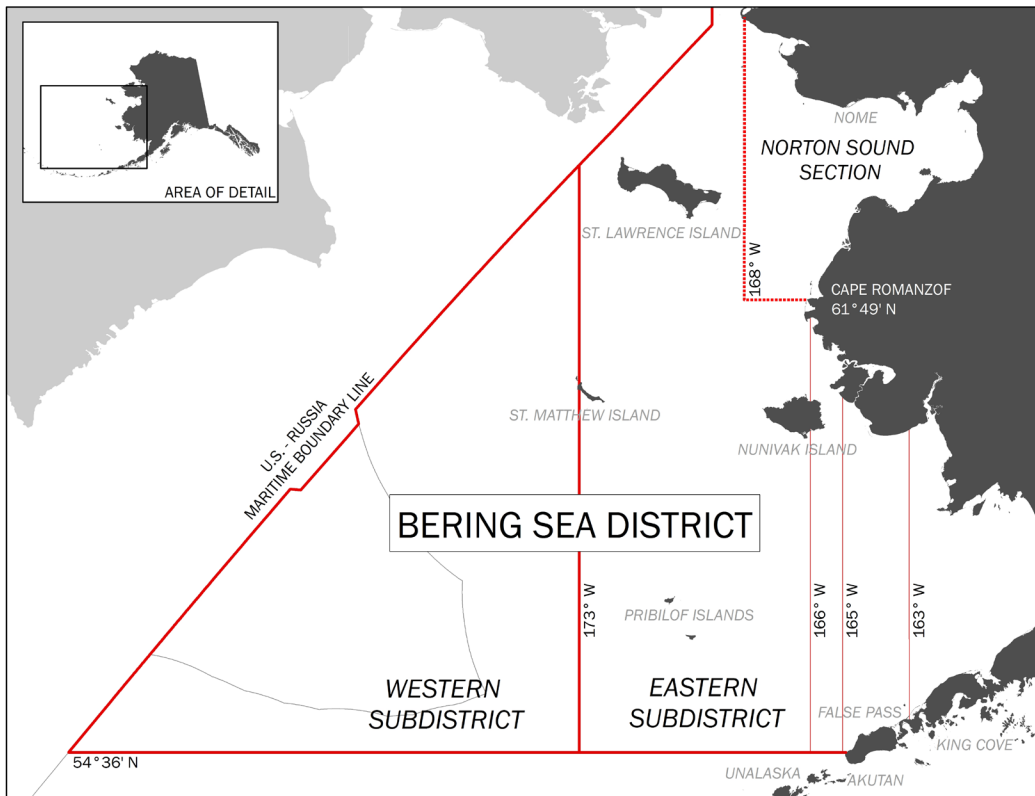 AREA OF DETAIL
NOME
NORTON SOUND
SECTION
ST. LAWRENCE ISLAND
168° W
CAPE ROMANZOF
61°49' N
U.S. - RUSSIA
MARITIME BOUNDARY LINE
ST. MATTHEW ISLAND
NUNIVAK ISLAND
BERING SEA DISTRICT
173° W
166° W
165° W
163° W
PRIBILOF ISLANDS
WESTERN
SUBDISTRICT
EASTERN
SUBDISTRICT
FALSE PASS
KING COVE
54°36' N
UNALASKA
AKUTAN